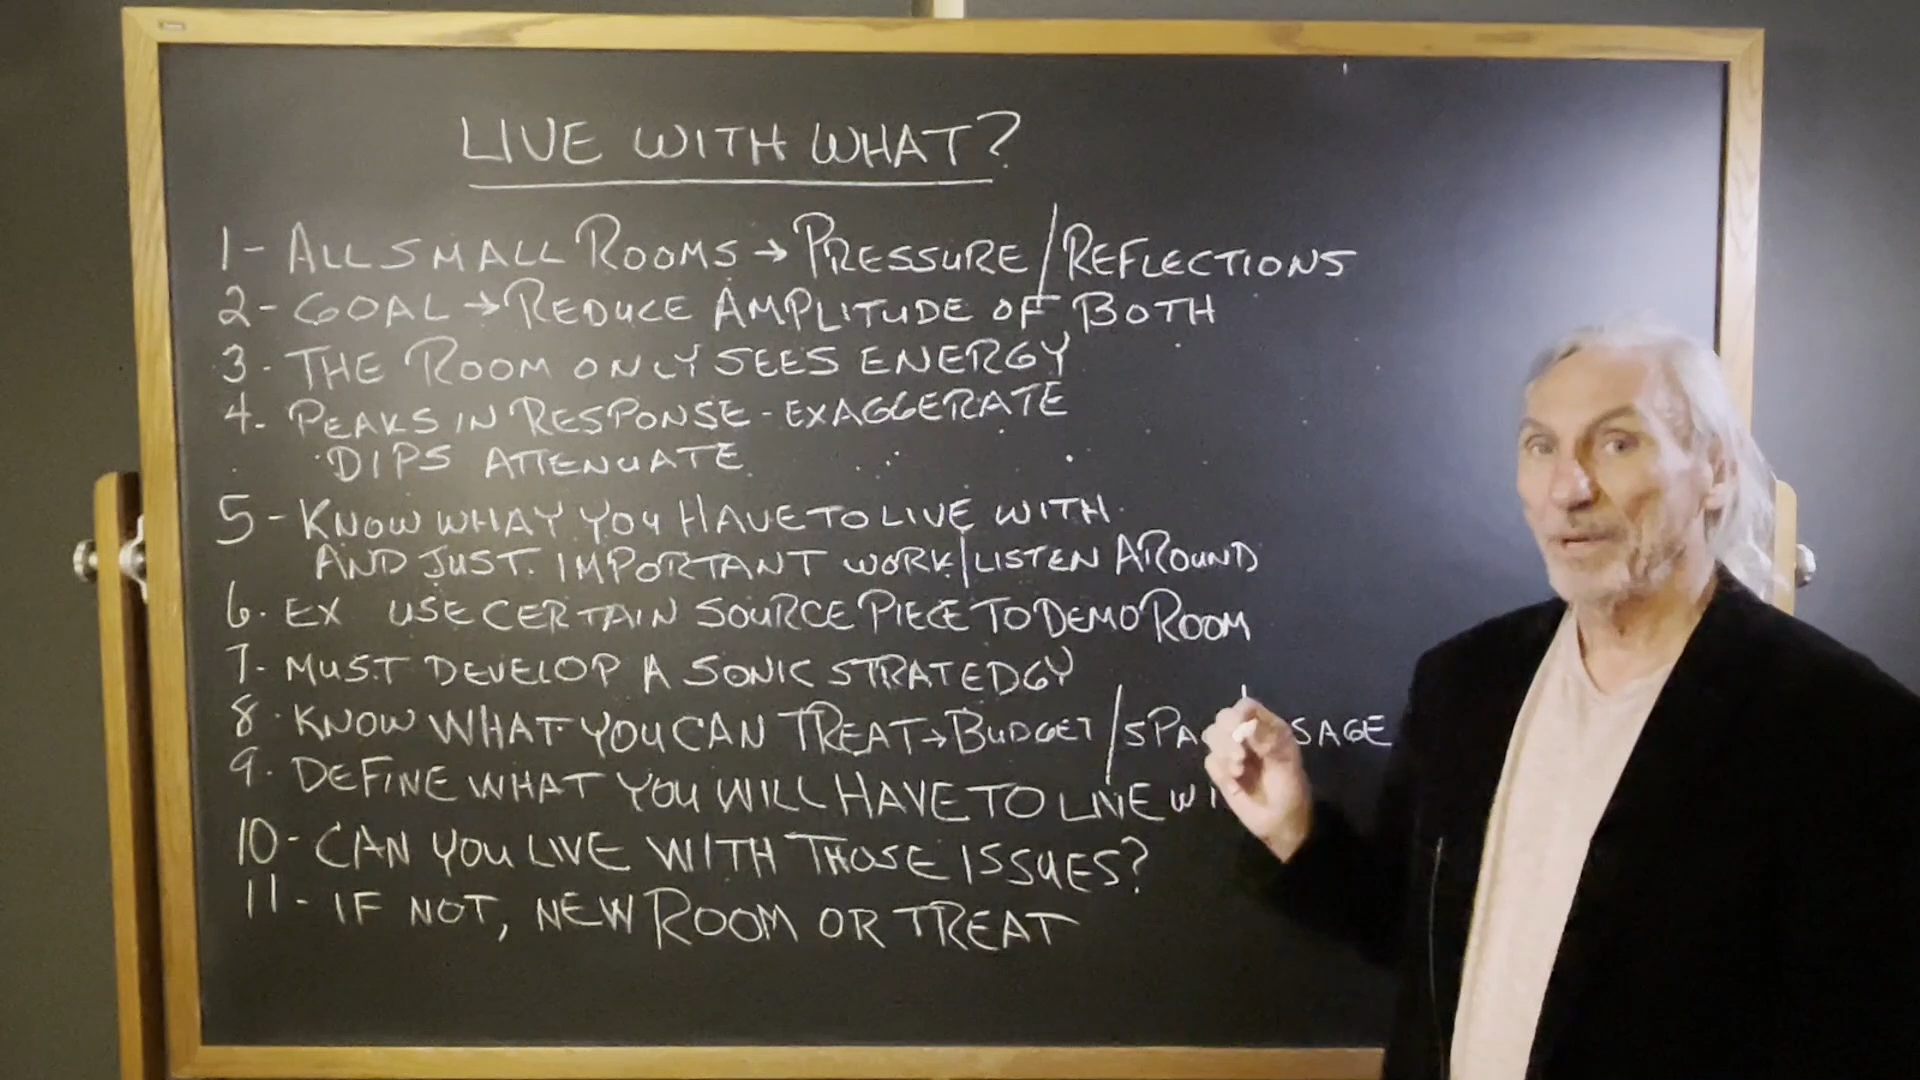 LIVE WITH WHAT?
1- ALL SMALL ROOMS → PRESSURE/REFLECTIONS
2- GOAL → REDUCE AMPLITUDE OF BOTH
3- THE ROOM ONLY SEES ENERGY
4- PEAKS IN RESPONSE - EXAGGERATE
DIPS ATTENUATE
5- KNOW WHAY YOU HAVE TO LIVE WITH
AND JUST IMPORTANT WORK/LISTEN AROUND
6. EX USE CERTAIN SOURCE PIECE TO DEMO ROOM
7- MUST DEVELOP A SONIC STRATEDGY
8. KNOW WHAT YOU CAN TREAT → BUDGET/
9. DEFINE WHAT YOU WILL HAVE TO LIVE
10- CAN YOU LIVE WITH THOSE ISSUES?
11- IF NOT, NEW ROOM OR TREAT